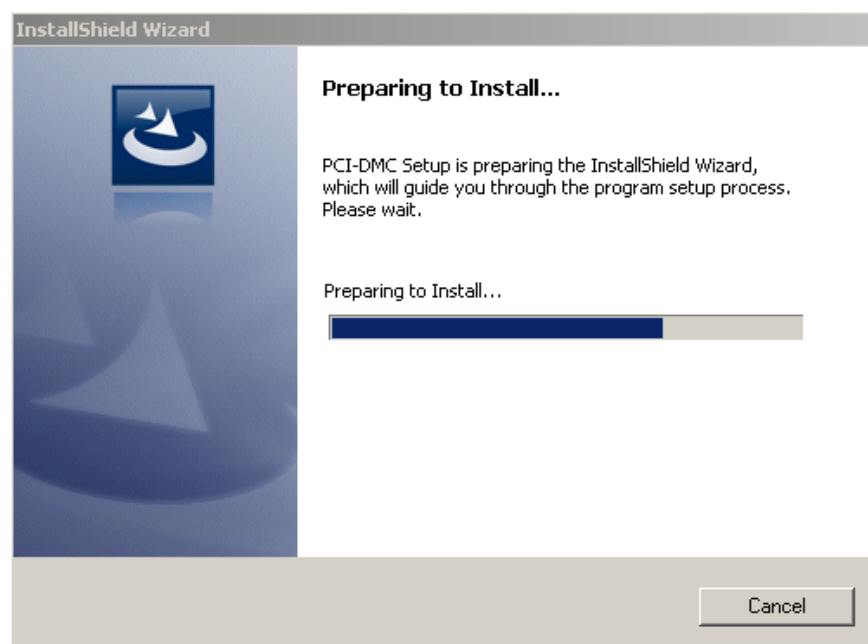 InstallShield Wizard
Preparing to Install...
PCI-DMC Setup is preparing the InstallShield Wizard,
which will guide you through the program setup process.
Please wait.
Preparing to Install...
Cancel